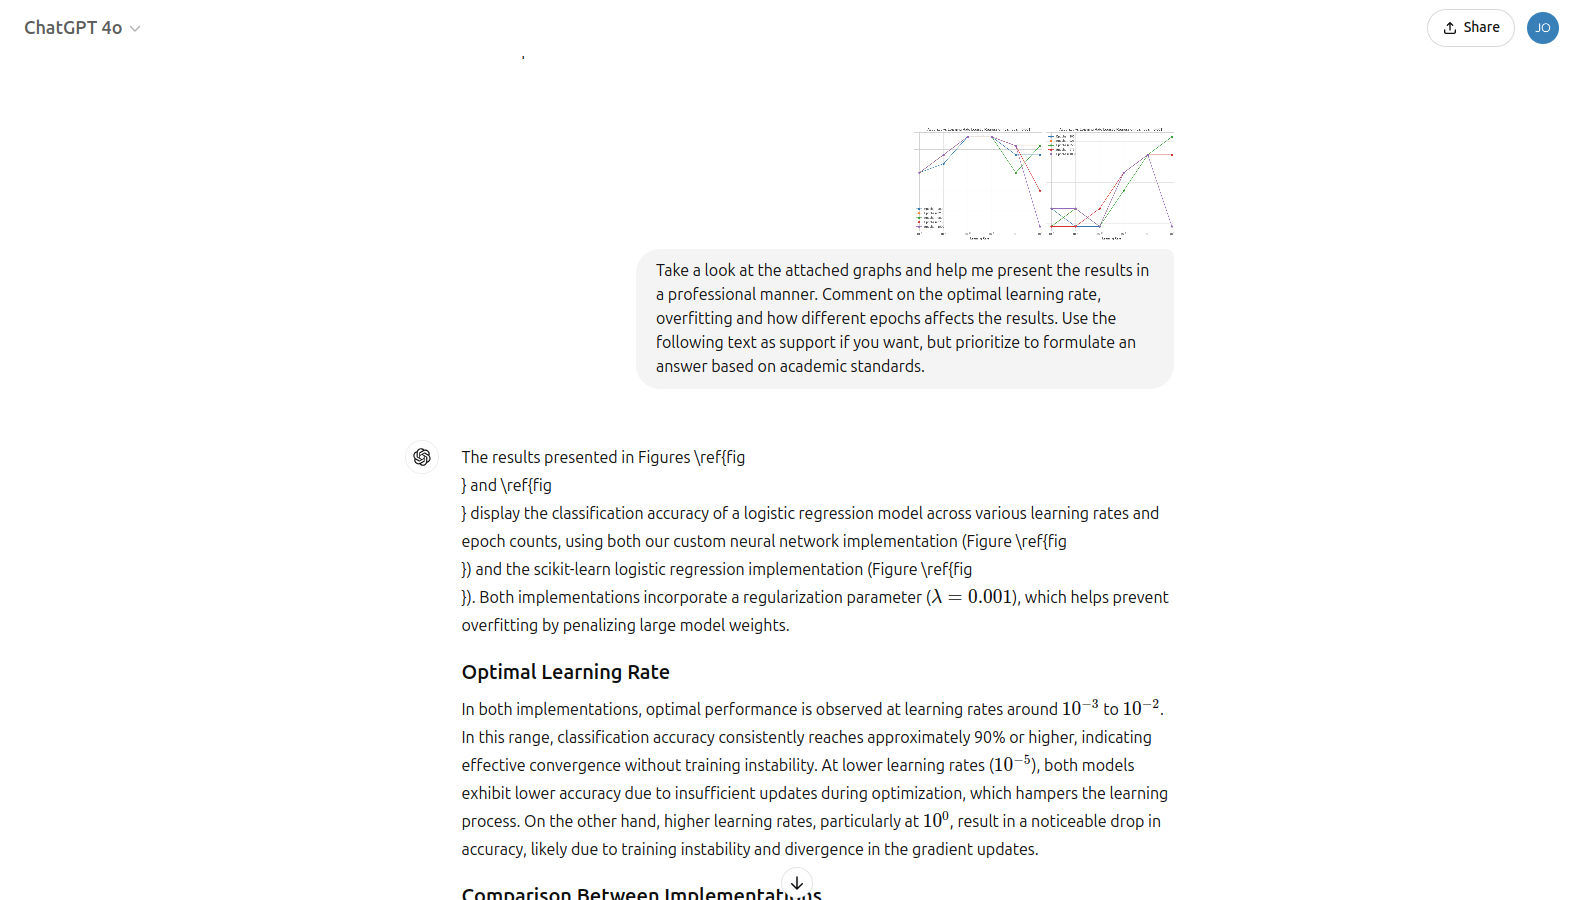 ChatGPT 4o
Share
JO
Learning Rate
Learning Rate
Take a look at the attached graphs and help me present the results in
a professional manner. Comment on the optimal learning rate,
overfitting and how different epochs affects the results. Use the
following text as support if you want, but prioritize to formulate an
answer based on academic standards.
The results presented in Figures \ref{fig
} and \ref{fig
} display the classification accuracy of a logistic regression model across various learning rates and
epoch counts, using both our custom neural network implementation (Figure \ref{fig
}) and the scikit-learn logistic regression implementation (Figure \ref{fig
}). Both implementations incorporate a regularization parameter (λ = 0.001), which helps prevent
overfitting by penalizing large model weights.
Optimal Learning Rate
In both implementations, optimal performance is observed at learning rates around 10⁻³ to 10⁻².
In this range, classification accuracy consistently reaches approximately 90% or higher, indicating
effective convergence without training instability. At lower learning rates (10⁻⁵), both models
exhibit lower accuracy due to insufficient updates during optimization, which hampers the learning
process. On the other hand, higher learning rates, particularly at 10⁰, result in a noticeable drop in
accuracy, likely due to training instability and divergence in the gradient updates.
Comparison Between Implementations